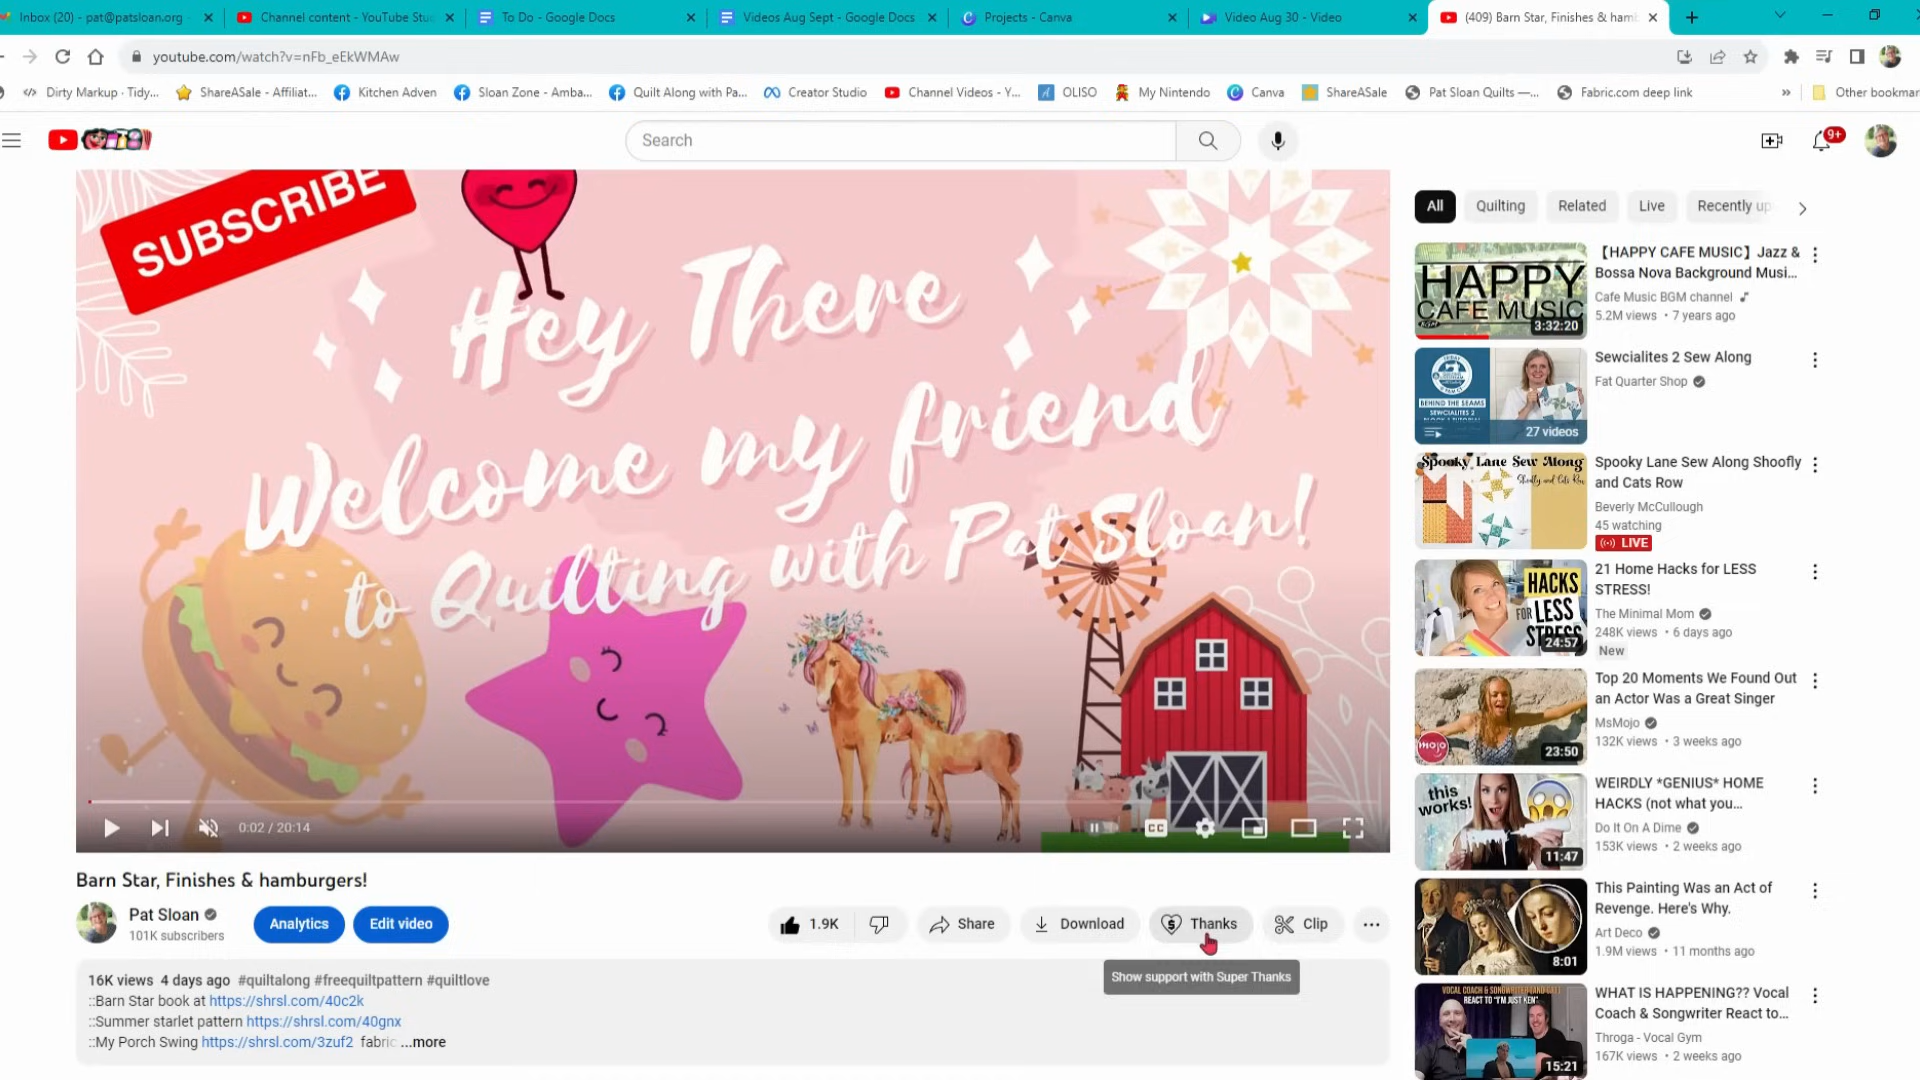 Inbox (20) - pat@patsloan.org
Channel content - YouTube Stu
To Do - Google Docs
Videos Aug Sept - Google Docs
Projects - Canva
Video Aug 30 - Video
(409) Barn Star, Finishes & ham
youtube.com/watch?v=nFb_eEkWMAw
Dirty Markup · Tidy...
ShareASale - Affiliat...
Kitchen Adven
Sloan Zone - Amba...
Quilt Along with Pa...
Creator Studio
Channel Videos - Y...
OLISO
My Nintendo
Canva
ShareASale
Pat Sloan Quilts —...
Fabric.com deep link
»
Other bookmar
Search
9+
SUBSCRIBE
Hey There
Welcome my friend
to Quilting with Pat Sloan!
0:02 / 20:14
CC
Barn Star, Finishes & hamburgers!
Pat Sloan
101K subscribers
Analytics
Edit video
1.9K
Share
Download
Thanks
Clip
Show support with Super Thanks
16K views 4 days ago #quiltalong #freequiltpattern #quiltlove
::Barn Star book at https://shrsl.com/40c2k
::Summer starlet pattern https://shrsl.com/40gnx
::My Porch Swing https://shrsl.com/3zuf2 fabric ...more
All
Quilting
Related
Live
Recently up
HAPPY
CAFE MUSIC
3:32:20
【HAPPY CAFE MUSIC】Jazz &
Bossa Nova Background Musi...
Cafe Music BGM channel
5.2M views • 7 years ago
BEHIND THE SEAMS
SEWCIALITES 2
27 videos
Sewcialites 2 Sew Along
Fat Quarter Shop
Spooky Lane Sew Along
Shoofly and Cats Row
Spooky Lane Sew Along Shoofly
and Cats Row
Beverly McCullough
45 watching
LIVE
HACKS
FOR LESS
STRESS
24:57
21 Home Hacks for LESS
STRESS!
The Minimal Mom
248K views • 6 days ago
New
mojo
23:50
Top 20 Moments We Found Out
an Actor Was a Great Singer
MsMojo
132K views • 3 weeks ago
this
works!
11:47
WEIRDLY *GENIUS* HOME
HACKS (not what you...
Do It On A Dime
153K views • 2 weeks ago
8:01
This Painting Was an Act of
Revenge. Here's Why.
Art Deco
1.9M views • 11 months ago
VOCAL COACH & SONGWRITER
REACT TO "I'M JUST KEN"
15:21
WHAT IS HAPPENING?? Vocal
Coach & Songwriter React to...
Throga - Vocal Gym
167K views • 2 weeks ago